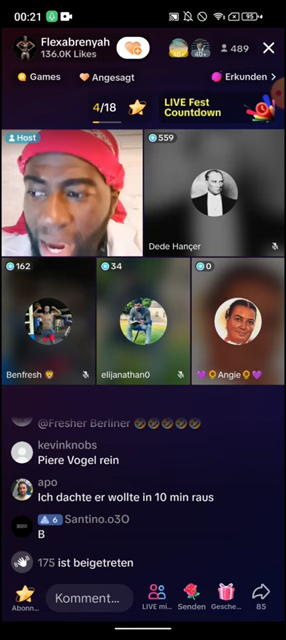 00:21
95
Flexabrenyah
136.0K Likes
489
Games
Angesagt
Erkunden >
4/18
LIVE Fest
Countdown
Host
559
Dede Hançer
162
Benfresh
34
elijanathan0
0
Angie
@Fresher Berliner
kevinknobs
Piere Vogel rein
apo
Ich dachte er wollte in 10 min raus
6 Santino.o3O
B
175 ist beigetreten
Abonn...
Komment...
LIVE mi...
Senden
Gesche...
85